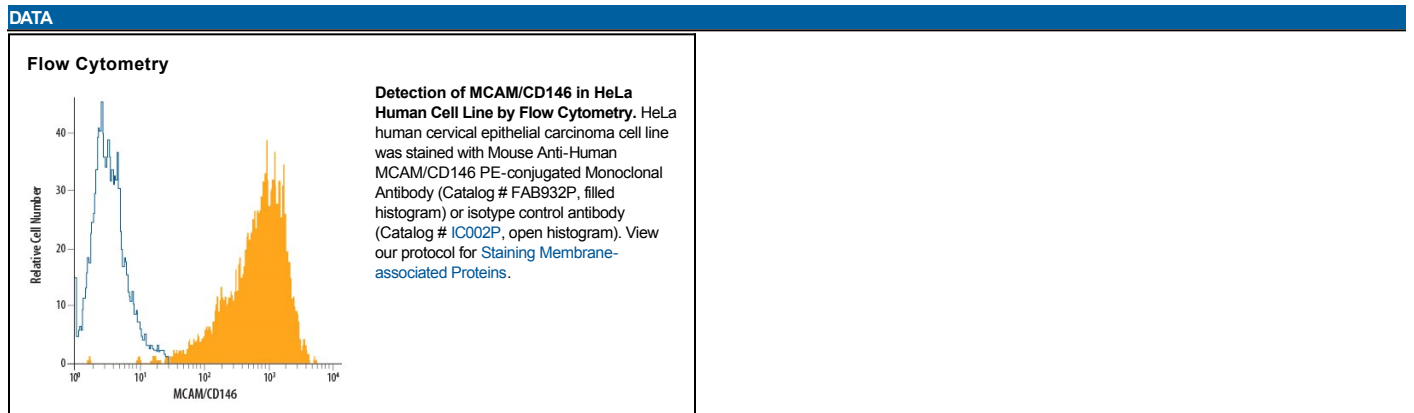 DATA
Flow Cytometry
Detection of MCAM/CD146 in HeLa
Human Cell Line by Flow Cytometry. HeLa
human cervical epithelial carcinoma cell line
was stained with Mouse Anti-Human
MCAM/CD146 PE-conjugated Monoclonal
Antibody (Catalog # FAB932P, filled
histogram) or isotype control antibody
(Catalog # IC002P, open histogram). View
our protocol for Staining Membrane-
associated Proteins.
Relative Cell Number
40
30
20
10
0
10⁰ 10¹ 10² 10³ 10⁴
MCAM/CD146